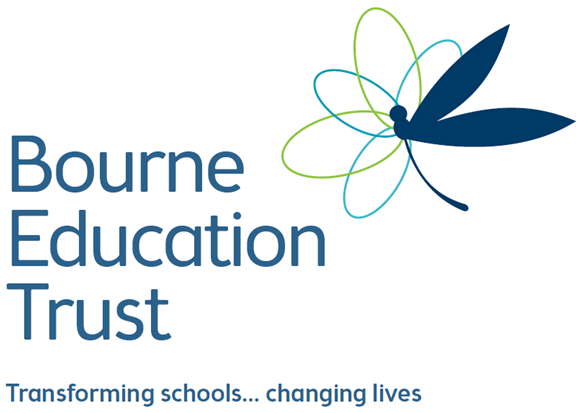 Bourne
Education
Trust
Transforming schools... changing lives